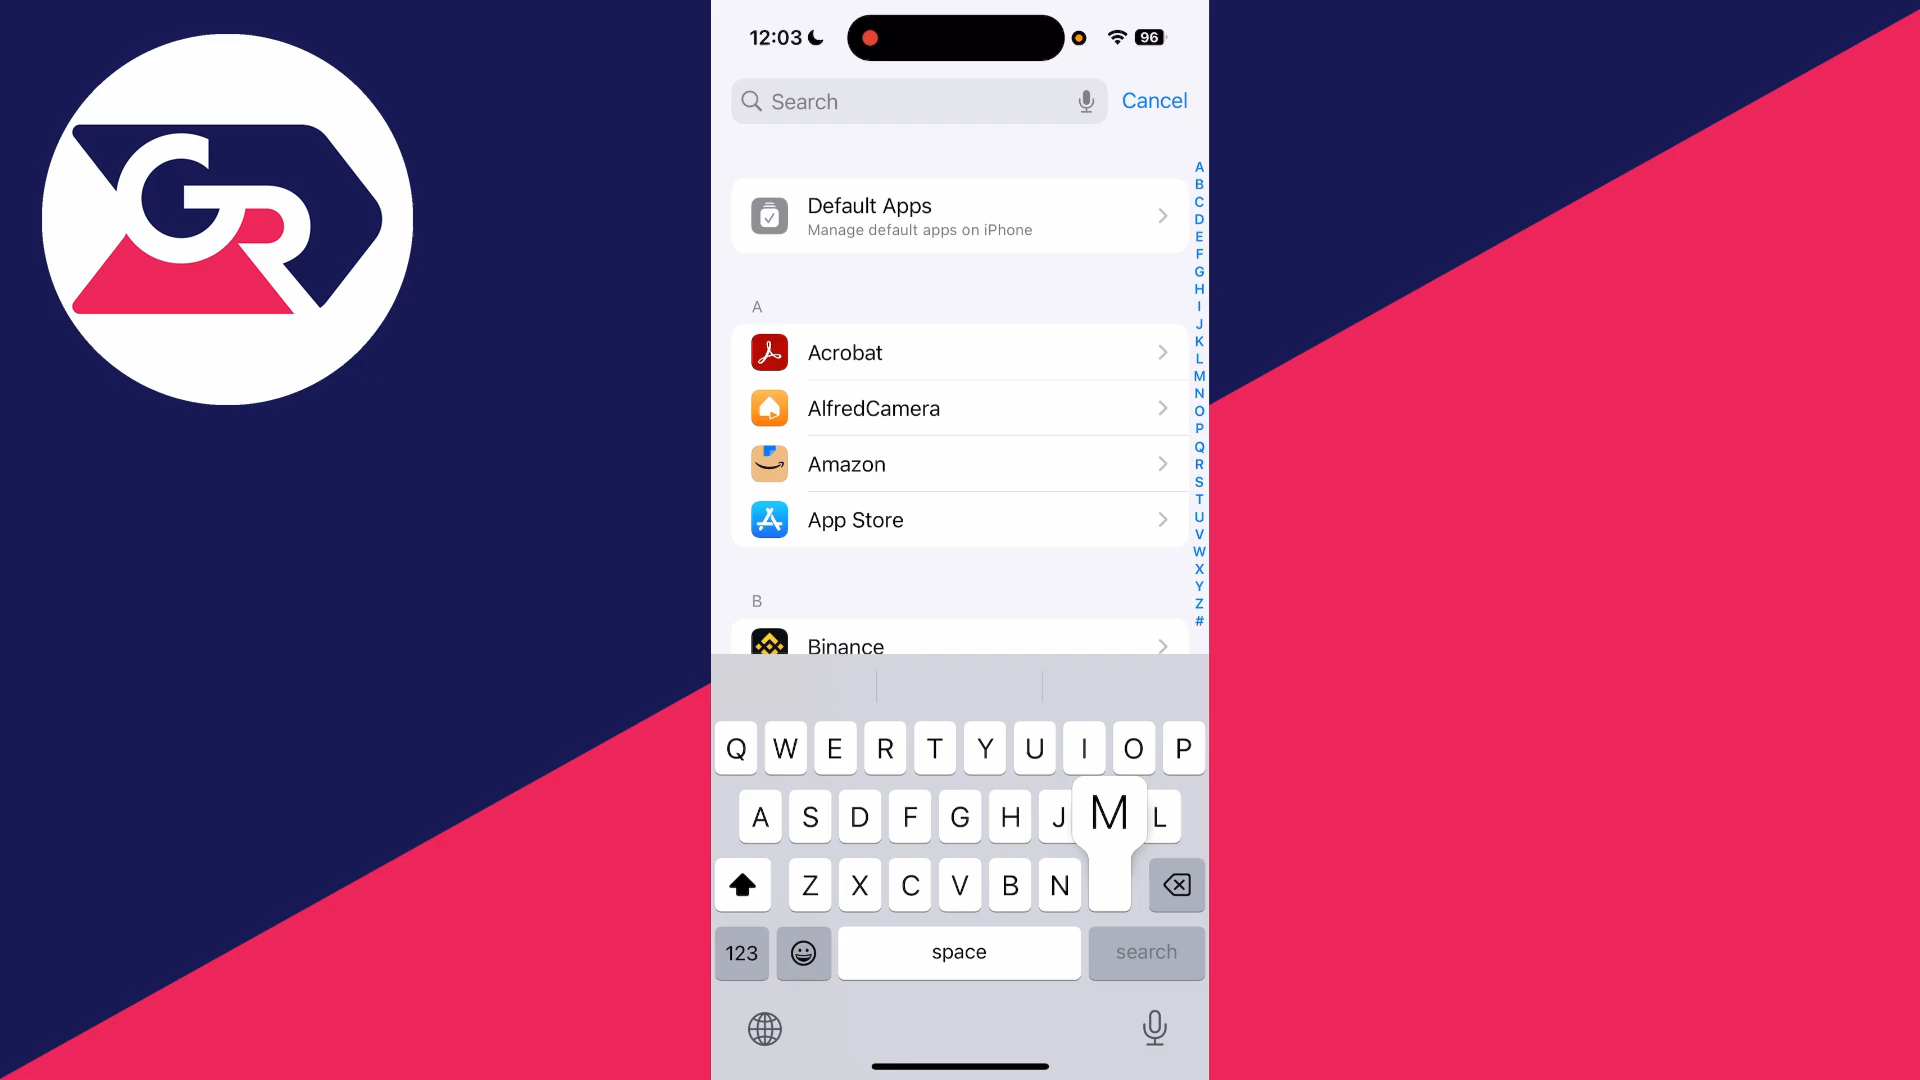 GR
12:03
96
Search
Cancel
Default Apps
Manage default apps on iPhone
A
Acrobat
AlfredCamera
Amazon
App Store
B
Binance
A
B
C
D
E
F
G
H
I
J
K
L
M
N
O
P
Q
R
S
T
U
V
W
X
Y
Z
#
Q W E R T Y U I O P
A S D F G H J M L
Z X C V B N
123 space search